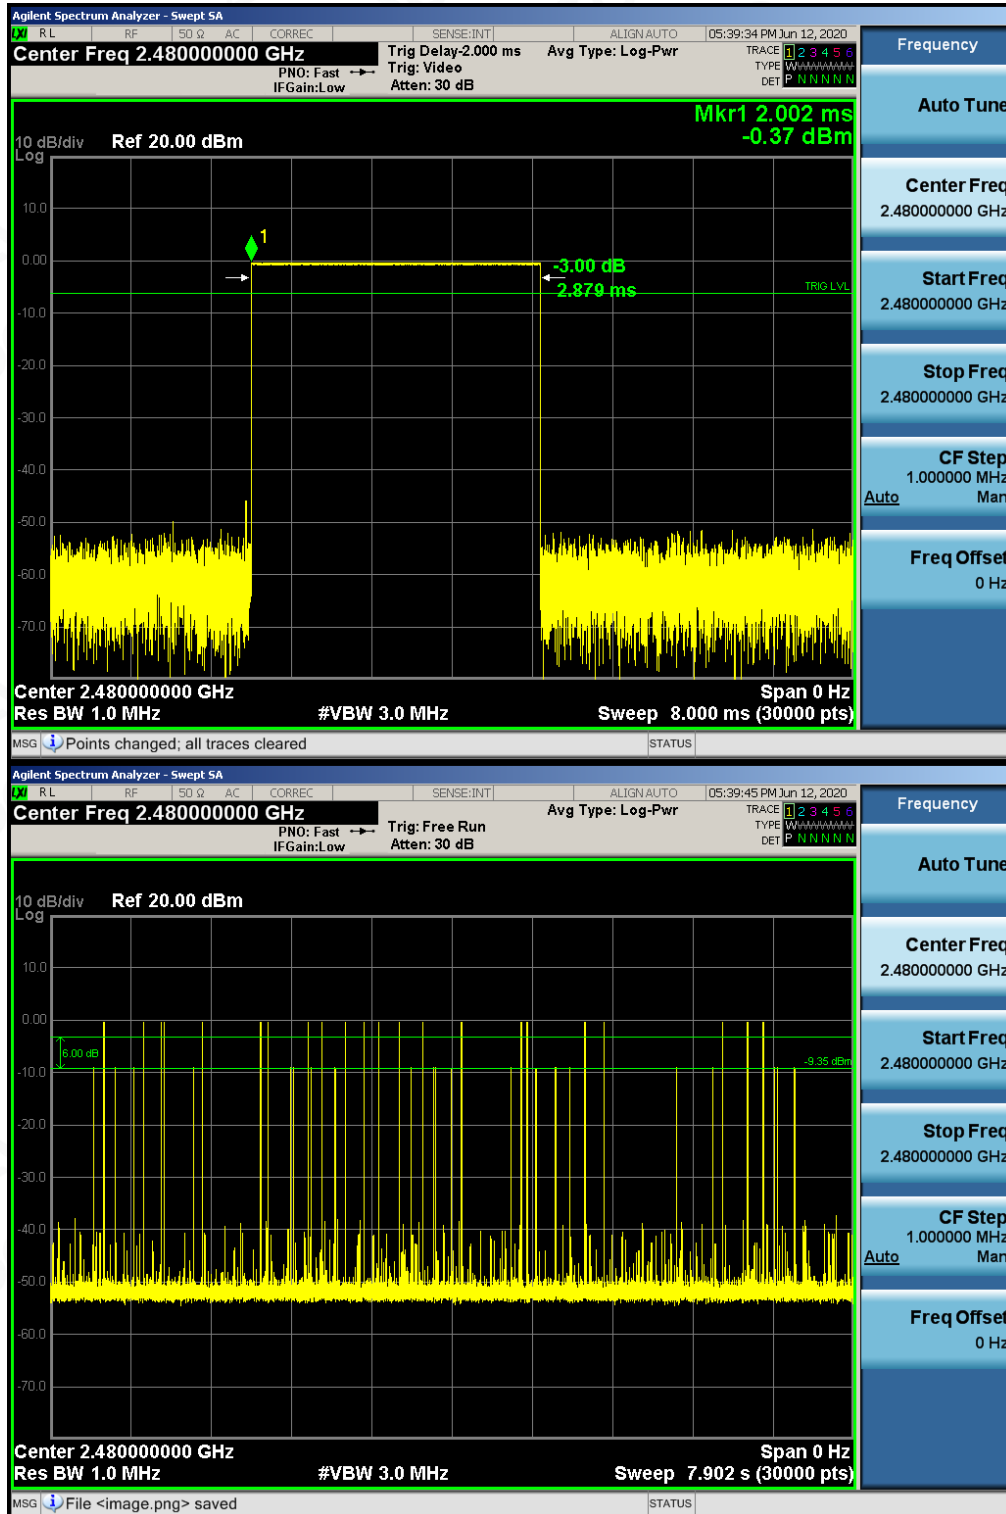 Agilent Spectrum Analyzer - Swept SA
LXI RL RF 50 Ω AC CORREC SENSE:INT ALIGN AUTO 05:39:34 PM Jun 12, 2020
Center Freq 2.480000000 GHz
PNO: Fast
IFGain:Low
Trig Delay-2.000 ms
Trig: Video
Atten: 30 dB
Avg Type: Log-Pwr
TRACE 1 2 3 4 5 6
TYPE WWWWWW
DET P N N N N N
Mkr1 2.002 ms
-0.37 dBm
10 dB/div
Log
Ref 20.00 dBm
10.0
0.00
-10.0
-20.0
-30.0
-40.0
-50.0
-60.0
-70.0
1
-3.00 dB
2.879 ms
TRIG LVL
Center 2.480000000 GHz
Span 0 Hz
Res BW 1.0 MHz
#VBW 3.0 MHz
Sweep 8.000 ms (30000 pts)
MSG Points changed; all traces cleared
STATUS
Frequency
Auto Tune
Center Freq
2.480000000 GHz
Start Freq
2.480000000 GHz
Stop Freq
2.480000000 GHz
CF Step
1.000000 MHz
Auto Man
Freq Offset
0 Hz
Agilent Spectrum Analyzer - Swept SA
LXI RL RF 50 Ω AC CORREC SENSE:INT ALIGN AUTO 05:39:45 PM Jun 12, 2020
Center Freq 2.480000000 GHz
PNO: Fast
IFGain:Low
Trig: Free Run
Atten: 30 dB
Avg Type: Log-Pwr
TRACE 1 2 3 4 5 6
TYPE WWWWWW
DET P N N N N N
10 dB/div
Log
Ref 20.00 dBm
10.0
0.00
-10.0
-20.0
-30.0
-40.0
-50.0
-60.0
-70.0
6.00 dB
-9.35 dBm
Center 2.480000000 GHz
Span 0 Hz
Res BW 1.0 MHz
#VBW 3.0 MHz
Sweep 7.902 s (30000 pts)
MSG File <image.png> saved
STATUS
Frequency
Auto Tune
Center Freq
2.480000000 GHz
Start Freq
2.480000000 GHz
Stop Freq
2.480000000 GHz
CF Step
1.000000 MHz
Auto Man
Freq Offset
0 Hz